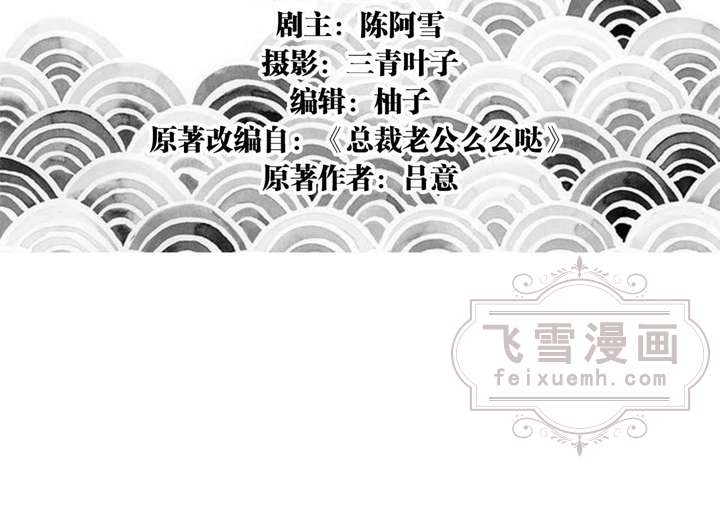 剧主：陈阿雪
摄影：三青叶子
编辑：柚子
原著改编自：《总裁老公么么哒》
原著作者：吕意
飞雪漫画
feixuemh.com